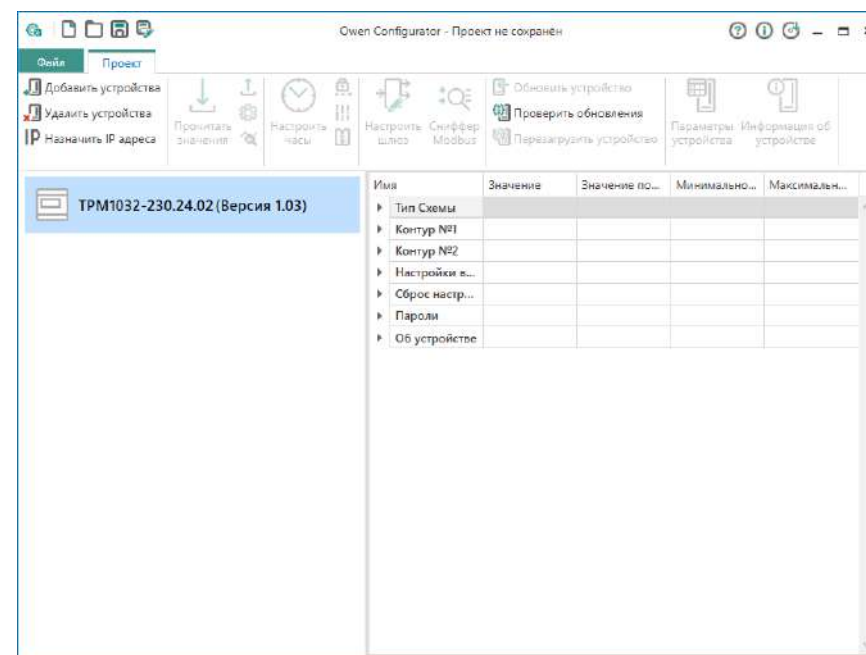 Owen Configurator - Проект не сохранен
Файл Проект
Добавить устройства
Удалить устройства
IP Назначить IP адреса
Прочитать значения
Настроить часы
Настроить шлюз
Сниффер Modbus
Обновить устройство
Проверить обновления
Перезагрузить устройство
Параметры устройства
Информация об устройстве
ТРМ1032-230.24.02 (Версия 1.03)
Имя Значение Значение по... Минимально... Максимальн...
Тип Схемы
Контур №1
Контур №2
Настройки в...
Сброс настр...
Пароли
Об устройстве